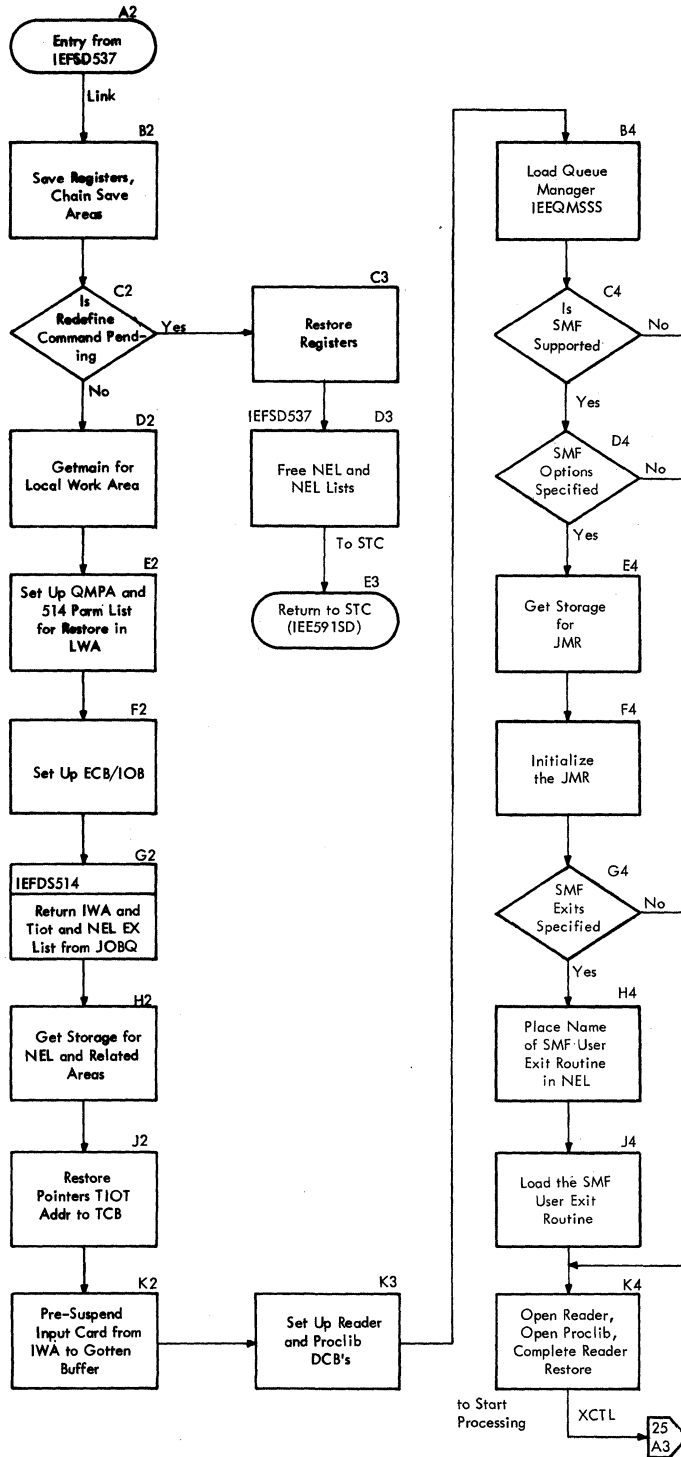 A2
Entry from
IEFSD537
Link
B2
Save Registers,
Chain Save
Areas
C2
Is
Redefine
Command Pend-
ing
Yes
No
C3
Restore
Registers
D2
Getmain for
Local Work Area
IEFSD537
D3
Free NEL and
NEL Lists
To STC
E2
Set Up QMPA and
514 Parm List
for Restore in
LWA
E3
Return to STC
(IEE591SD)
F2
Set Up ECB/IOB
G2
IEFDS514
Return IWA and
Tiot and NEL EX
List from JOBQ
H2
Get Storage for
NEL and Related
Areas
J2
Restore
Pointers TIOT
Addr to TCB
K2
Pre-Suspend
Input Card from
IWA to Gotten
Buffer
K3
Set Up Reader
and Proclib
DCB's
B4
Load Queue
Manager
IEEQMSSS
C4
Is
SMF
Supported
No
Yes
D4
SMF
Options
Specified
No
Yes
E4
Get Storage
for
JMR
F4
Initialize
the JMR
G4
SMF
Exits
Specified
No
Yes
H4
Place Name
of SMF User
Exit Routine
in NEL
J4
Load the SMF
User Exit
Routine
K4
Open Reader,
Open Proclib,
Complete Reader
Restore
to Start
Processing
XCTL
25
A3